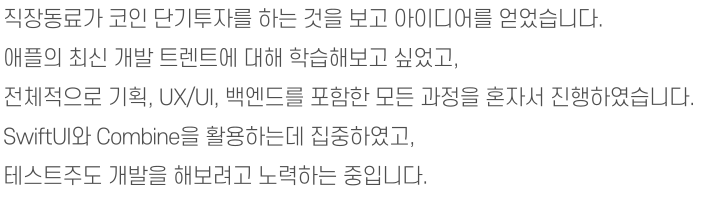 직장동료가 코인 단기투자를 하는 것을 보고 아이디어를 얻었습니다.
애플의 최신 개발 트렌트에 대해 학습해보고 싶었고,
전체적으로 기획, UX/UI, 백엔드를 포함한 모든 과정을 혼자서 진행하였습니다.
SwiftUI와 Combine을 활용하는데 집중하였고,
테스트주도 개발을 해보려고 노력하는 중입니다.